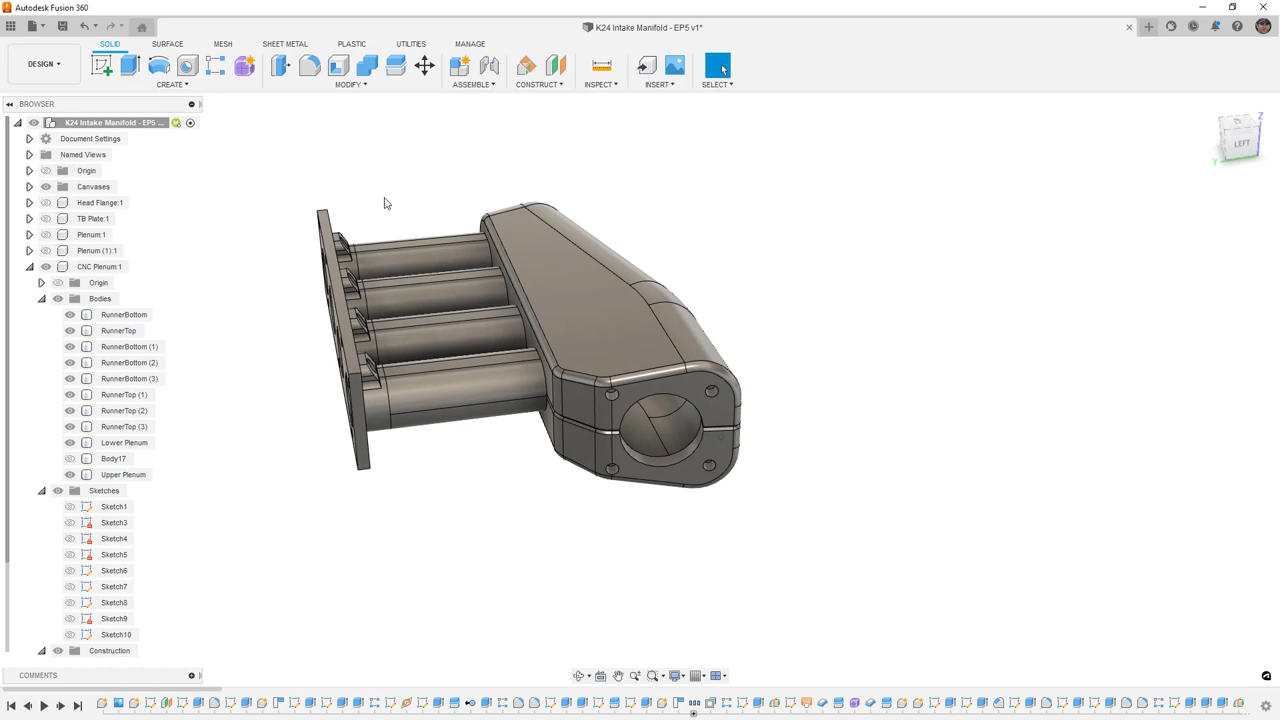 Autodesk Fusion 360
K24 Intake Manifold - EP5 v1*
SOLID SURFACE MESH SHEET METAL PLASTIC UTILITIES MANAGE
DESIGN ▾
CREATE ▾ MODIFY ▾ ASSEMBLE ▾ CONSTRUCT ▾ INSPECT ▾ INSERT ▾ SELECT ▾
BROWSER
K24 Intake Manifold - EP5 ...
Document Settings
Named Views
Origin
Canvases
Head Flange:1
TB Plate:1
Plenum:1
Plenum (1):1
CNC Plenum:1
Origin
Bodies
RunnerBottom
RunnerTop
RunnerBottom (1)
RunnerBottom (2)
RunnerBottom (3)
RunnerTop (1)
RunnerTop (2)
RunnerTop (3)
Lower Plenum
Body17
Upper Plenum
Sketches
Sketch1
Sketch3
Sketch4
Sketch5
Sketch6
Sketch7
Sketch8
Sketch9
Sketch10
Construction
COMMENTS
LEFT
Z
Y